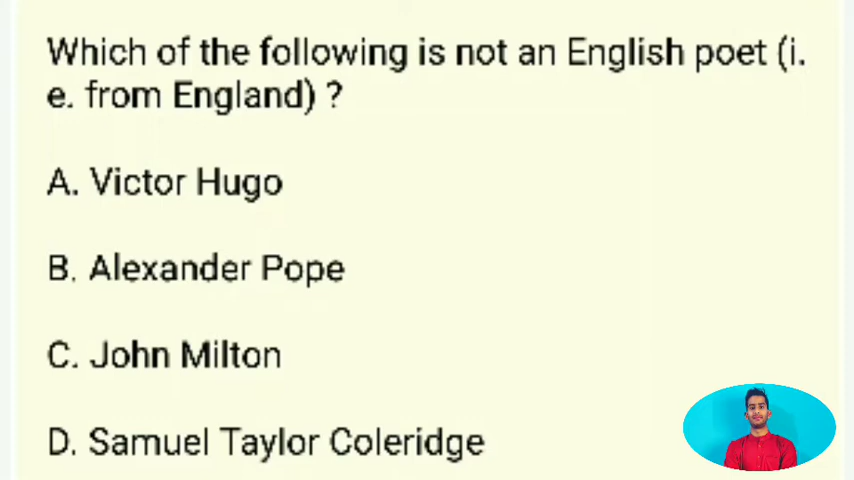 Which of the following is not an English poet (i.
e. from England) ?
A. Victor Hugo
B. Alexander Pope
C. John Milton
D. Samuel Taylor Coleridge